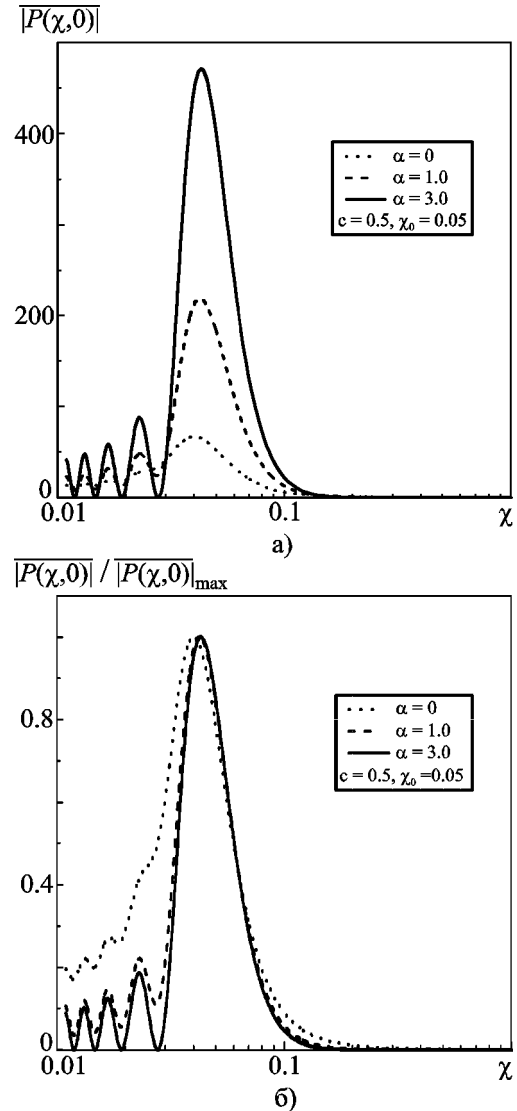 |P(χ,0)|
400
200
0
α = 0
α = 1.0
α = 3.0
c = 0.5, χ₀ = 0.05
0.01
0.1
χ
а)
|P(χ,0)| / |P(χ,0)|max
0.8
0.4
0
α = 0
α = 1.0
α = 3.0
c = 0.5, χ₀ =0.05
0.01
0.1
χ
б)